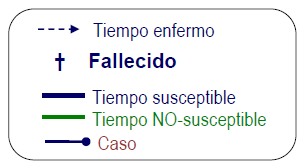 Tiempo enfermo
Fallecido
Tiempo susceptible
Tiempo NO-susceptible
Caso